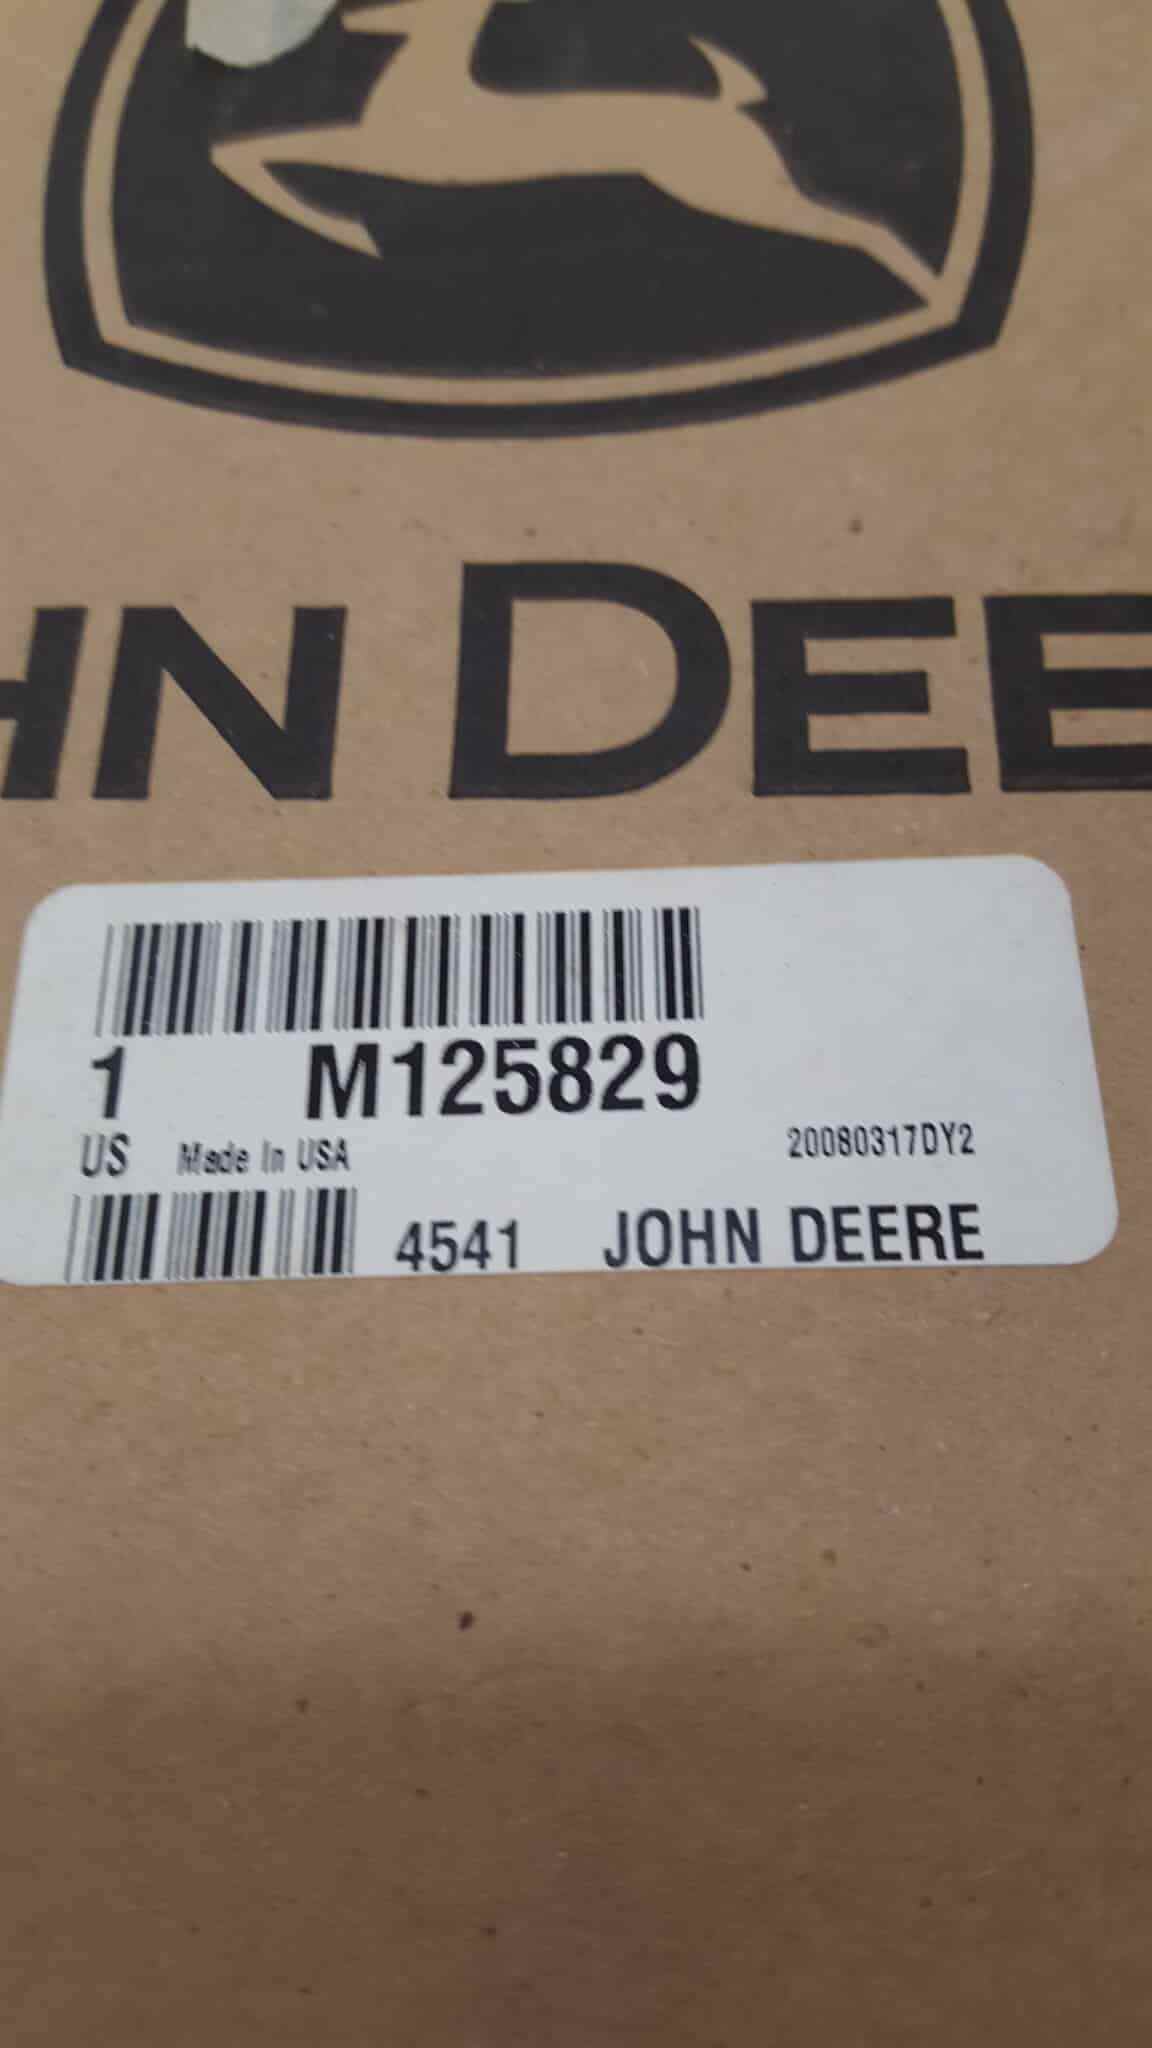 HN DEE
1 M125829
US Made In USA 20080317DY2
4541 JOHN DEERE